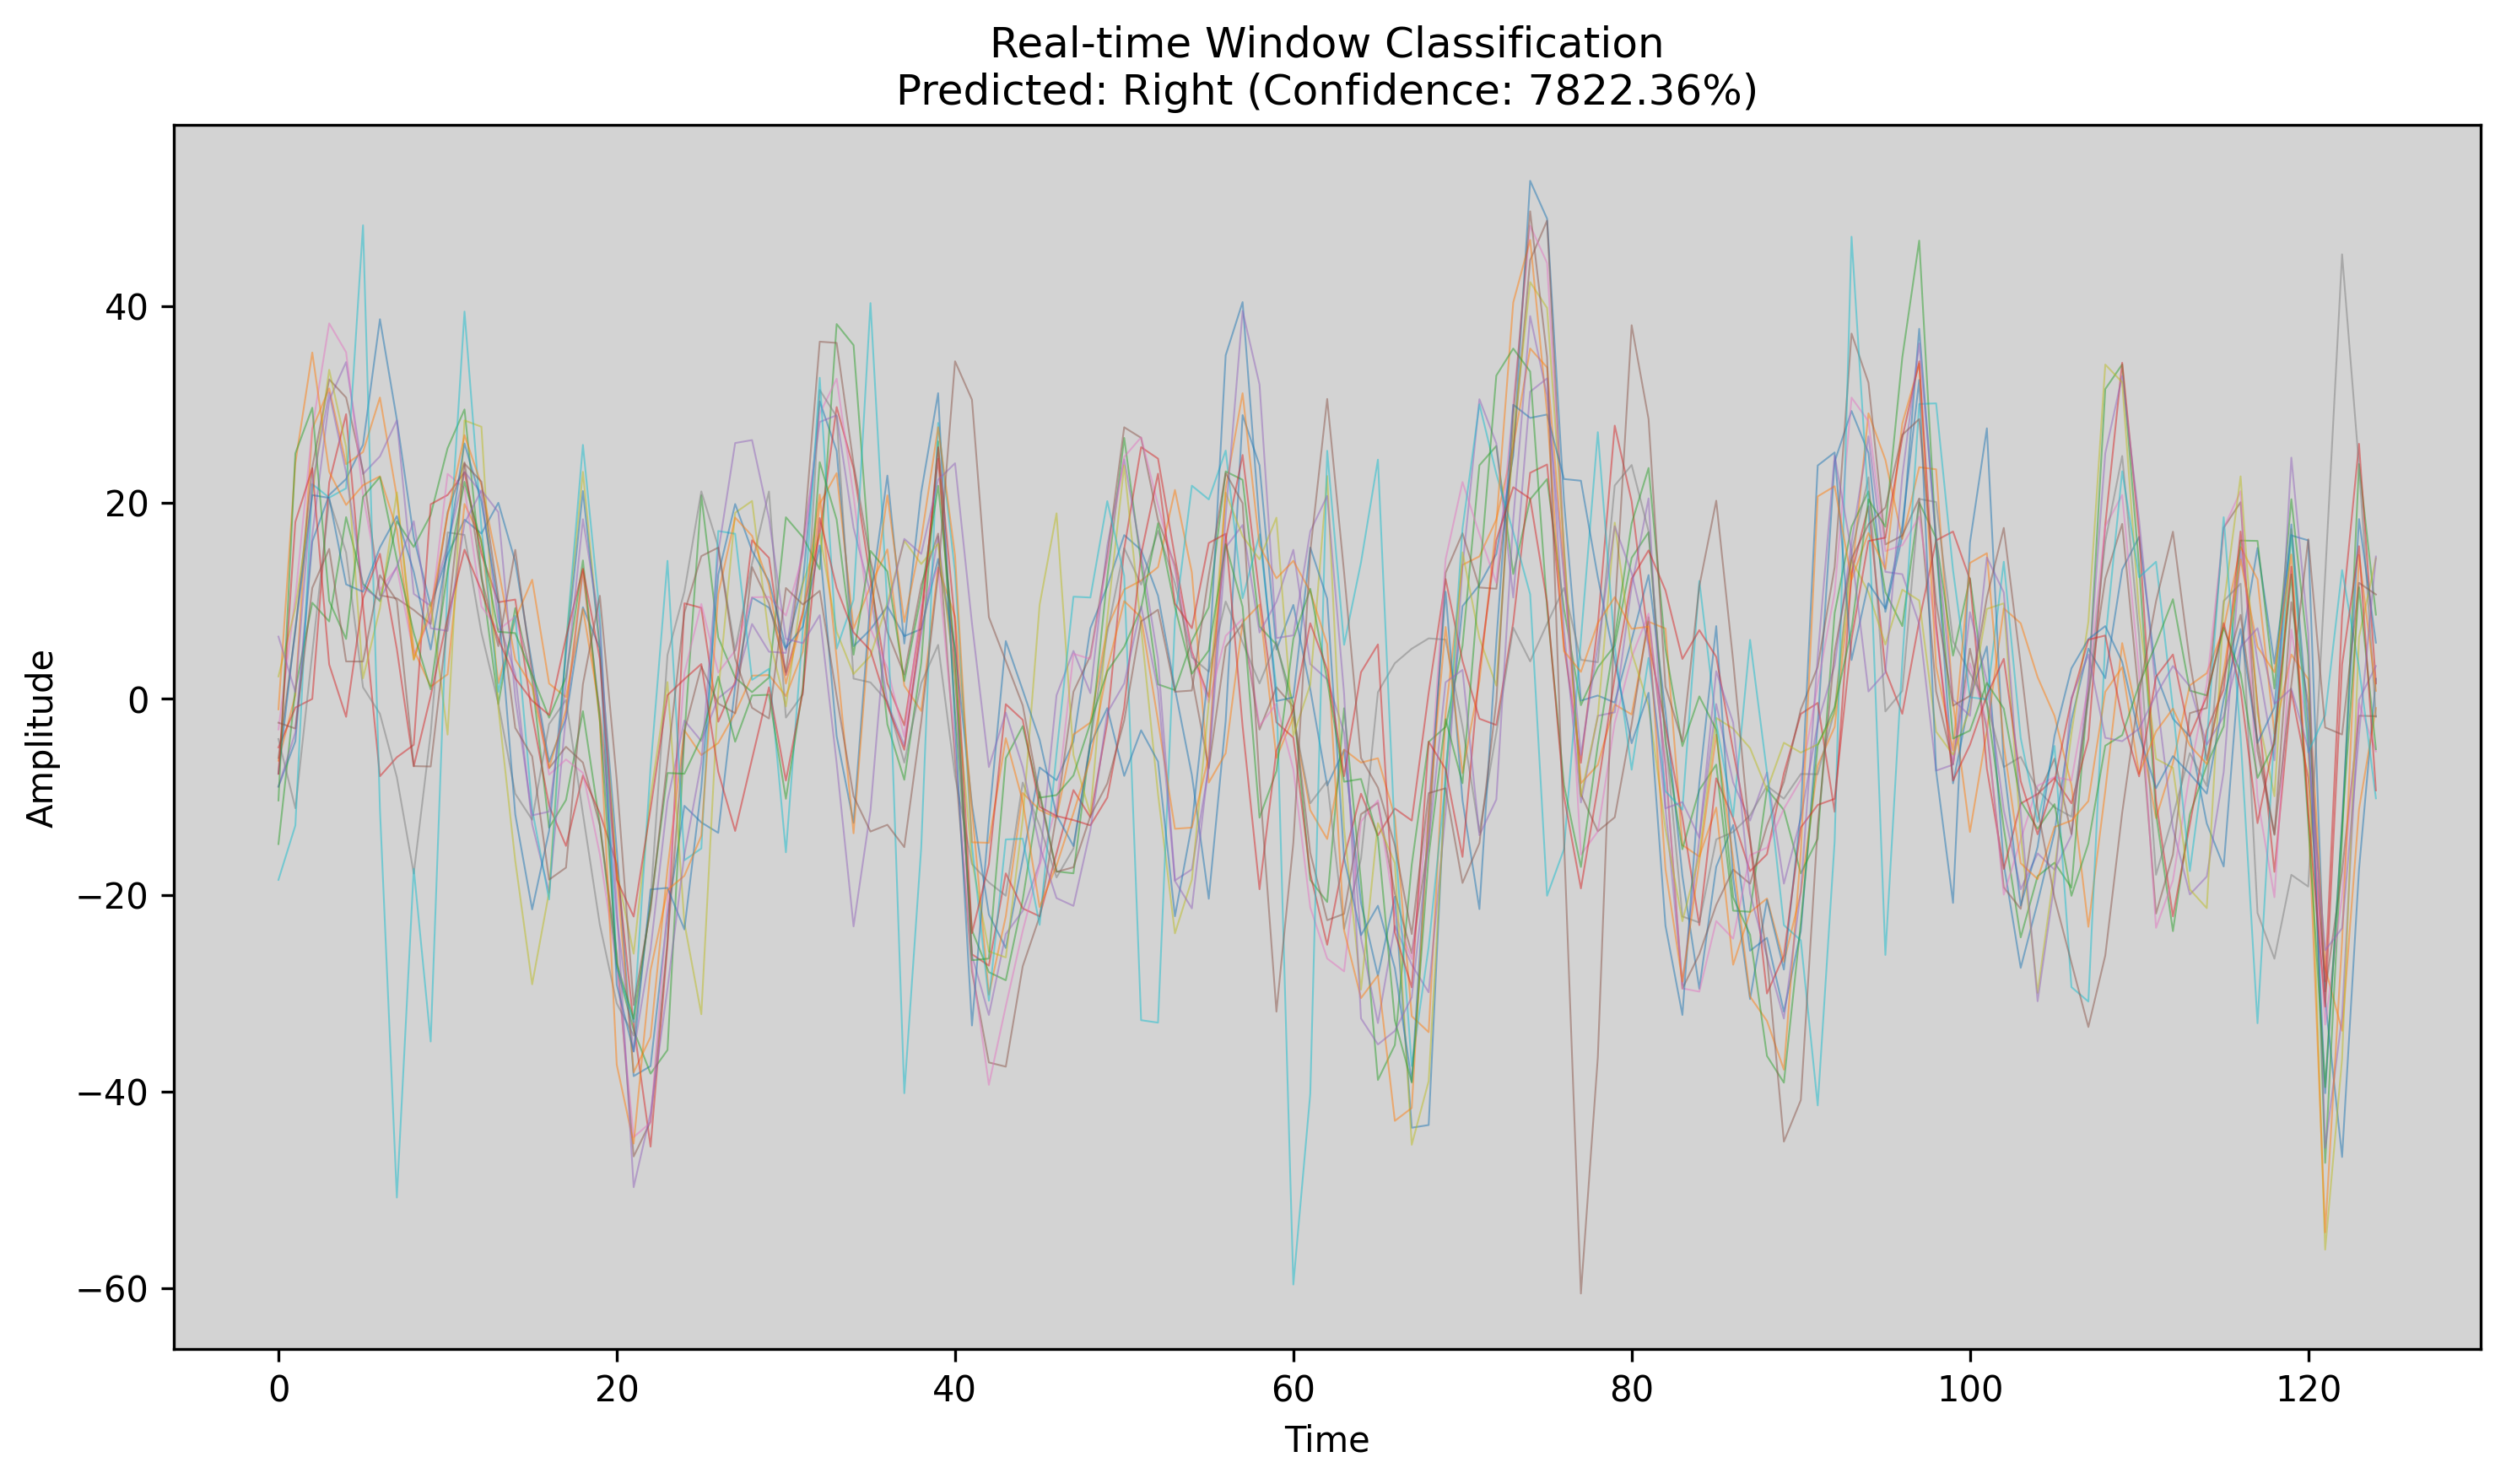 Real-time Window Classification
Predicted: Right (Confidence: 7822.36%)
Amplitude
40
20
0
−20
−40
−60
0 20 40 60 80 100 120
Time